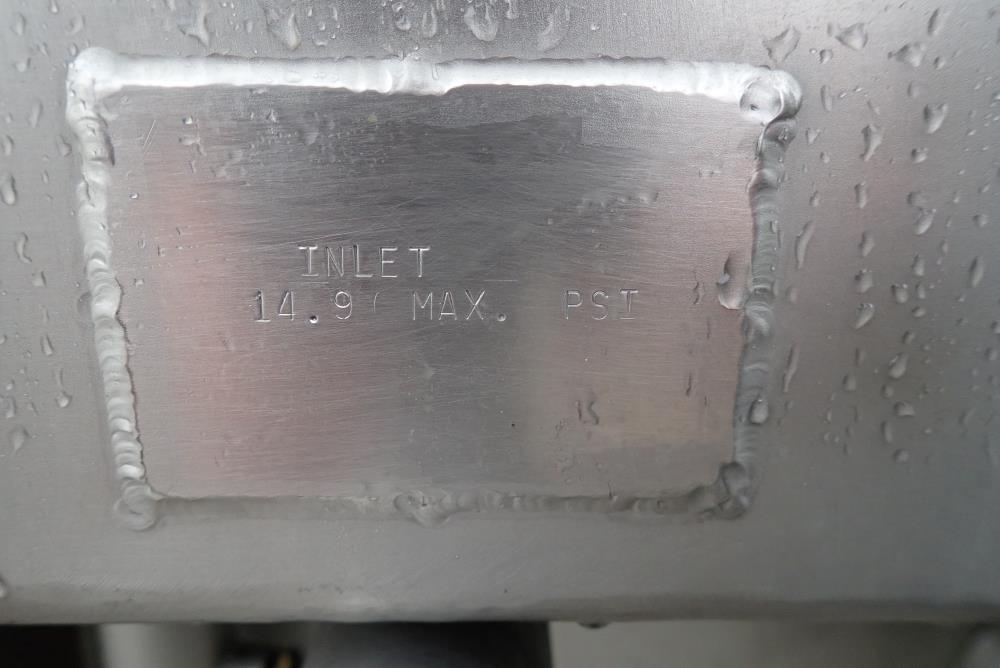 INLET
14.9 MAX. PSI